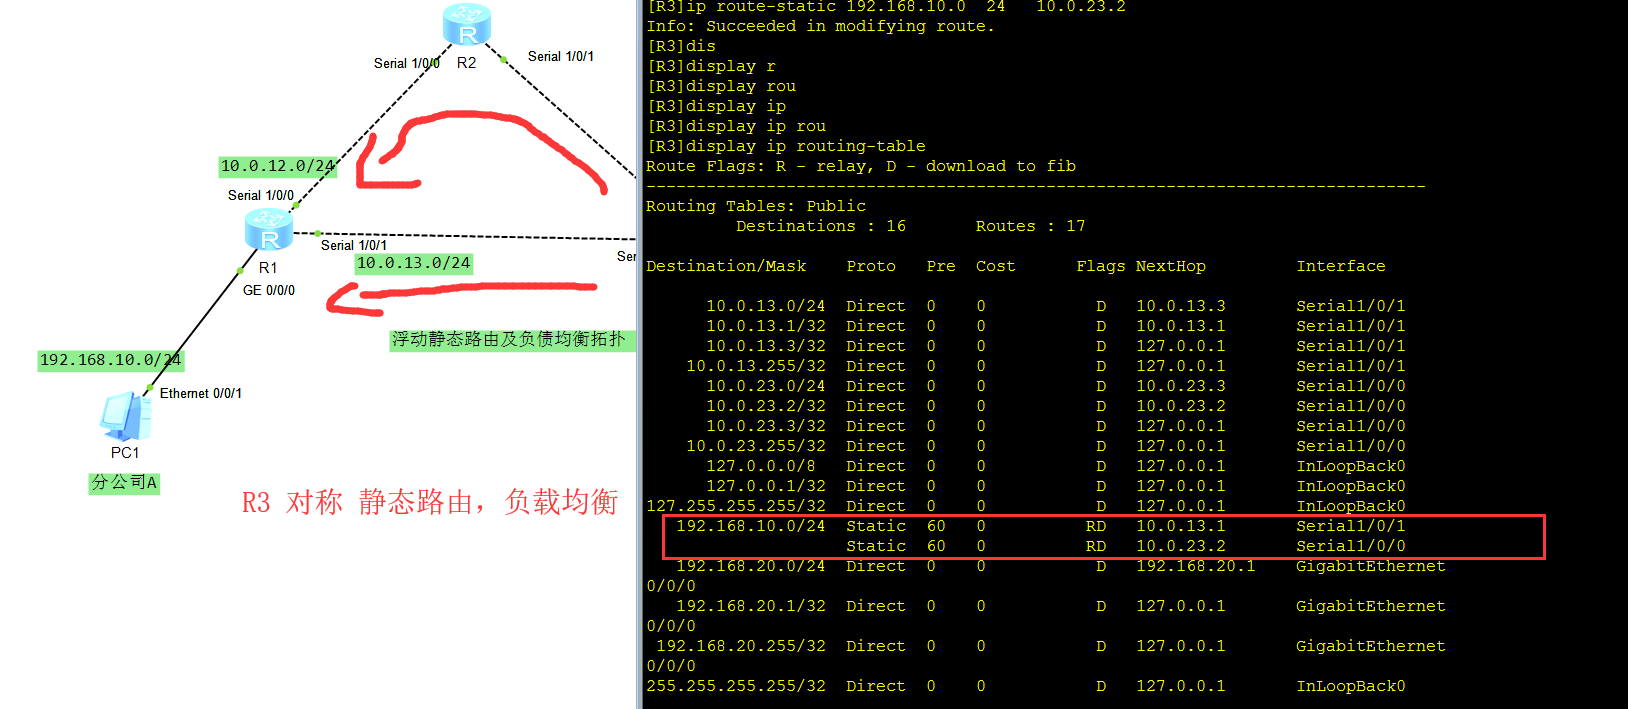 R2
Serial 1/0/0
Serial 1/0/1
10.0.12.0/24
Serial 1/0/0
R
R
R1
Serial 1/0/1
Ser
10.0.13.0/24
GE 0/0/0
浮动静态路由及负债均衡拓扑
192.168.10.0/24
Ethernet 0/0/1
PC1
分公司A
R3 对称 静态路由，负载均衡
[R3]ip route-static 192.168.10.0 24 10.0.23.2
Info: Succeeded in modifying route.
[R3]dis
[R3]display r
[R3]display rou
[R3]display ip
[R3]display ip rou
[R3]display ip routing-table
Route Flags: R - relay, D - download to fib
------------------------------------------------------------------------------
Routing Tables: Public
Destinations : 16 Routes : 17
Destination/Mask Proto Pre Cost Flags NextHop Interface
10.0.13.0/24 Direct 0 0 D 10.0.13.3 Serial1/0/1
10.0.13.1/32 Direct 0 0 D 10.0.13.1 Serial1/0/1
10.0.13.3/32 Direct 0 0 D 127.0.0.1 Serial1/0/1
10.0.13.255/32 Direct 0 0 D 127.0.0.1 Serial1/0/1
10.0.23.0/24 Direct 0 0 D 10.0.23.3 Serial1/0/0
10.0.23.2/32 Direct 0 0 D 10.0.23.2 Serial1/0/0
10.0.23.3/32 Direct 0 0 D 127.0.0.1 Serial1/0/0
10.0.23.255/32 Direct 0 0 D 127.0.0.1 Serial1/0/0
127.0.0.0/8 Direct 0 0 D 127.0.0.1 InLoopBack0
127.0.0.1/32 Direct 0 0 D 127.0.0.1 InLoopBack0
127.255.255.255/32 Direct 0 0 D 127.0.0.1 InLoopBack0
192.168.10.0/24 Static 60 0 RD 10.0.13.1 Serial1/0/1
Static 60 0 RD 10.0.23.2 Serial1/0/0
192.168.20.0/24 Direct 0 0 D 192.168.20.1 GigabitEthernet
0/0/0
192.168.20.1/32 Direct 0 0 D 127.0.0.1 GigabitEthernet
0/0/0
192.168.20.255/32 Direct 0 0 D 127.0.0.1 GigabitEthernet
0/0/0
255.255.255.255/32 Direct 0 0 D 127.0.0.1 InLoopBack0